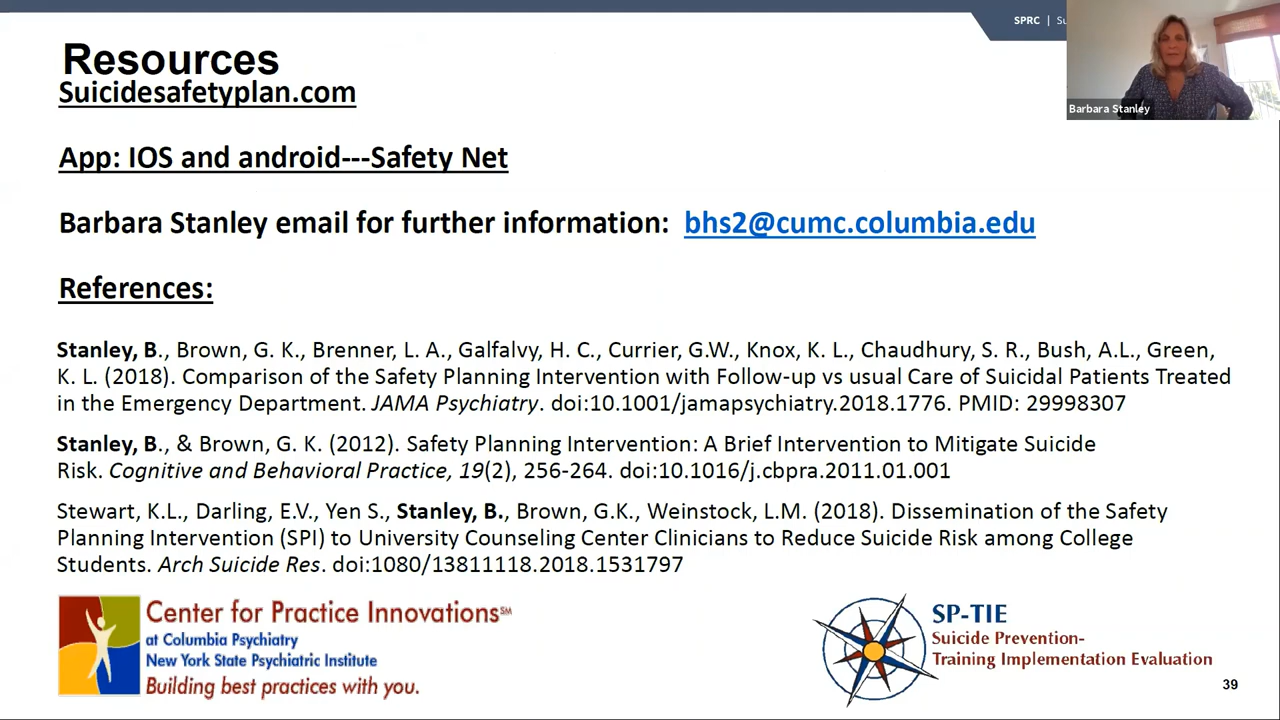 SPRC | Su
Resources
Barbara Stanley
Suicidesafetyplan.com
App: IOS and android---Safety Net
Barbara Stanley email for further information: bhs2@cumc.columbia.edu
References:
Stanley, B., Brown, G. K., Brenner, L. A., Galfalvy, H. C., Currier, G.W., Knox, K. L., Chaudhury, S. R., Bush, A.L., Green,
K. L. (2018). Comparison of the Safety Planning Intervention with Follow-up vs usual Care of Suicidal Patients Treated
in the Emergency Department. JAMA Psychiatry. doi:10.1001/jamapsychiatry.2018.1776. PMID: 29998307
Stanley, B., & Brown, G. K. (2012). Safety Planning Intervention: A Brief Intervention to Mitigate Suicide
Risk. Cognitive and Behavioral Practice, 19(2), 256-264. doi:10.1016/j.cbpra.2011.01.001
Stewart, K.L., Darling, E.V., Yen S., Stanley, B., Brown, G.K., Weinstock, L.M. (2018). Dissemination of the Safety
Planning Intervention (SPI) to University Counseling Center Clinicians to Reduce Suicide Risk among College
Students. Arch Suicide Res. doi:1080/13811118.2018.1531797
Center for Practice Innovations℠
at Columbia Psychiatry
New York State Psychiatric Institute
Building best practices with you.
SP-TIE
Suicide Prevention-
Training Implementation Evaluation
39